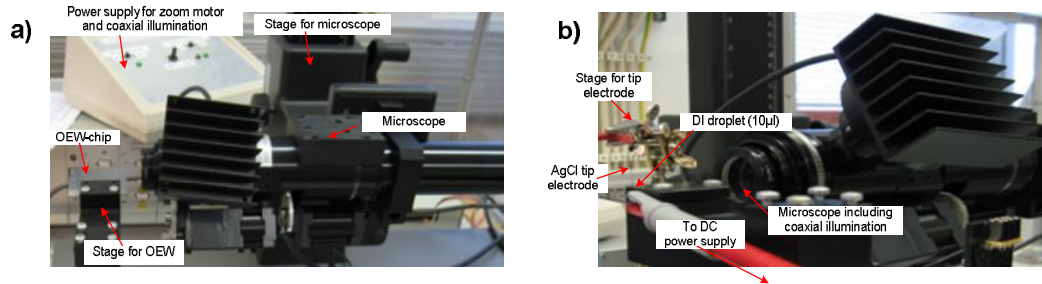 a)
Power supply for zoom motor
and coaxial illumination
Stage for microscope
Microscope
OEW-chip
Stage for OEW
b)
Stage for tip
electrode
DI droplet (10µl)
AgCl tip
electrode
Microscope including
coaxial illumination
To DC
power supply